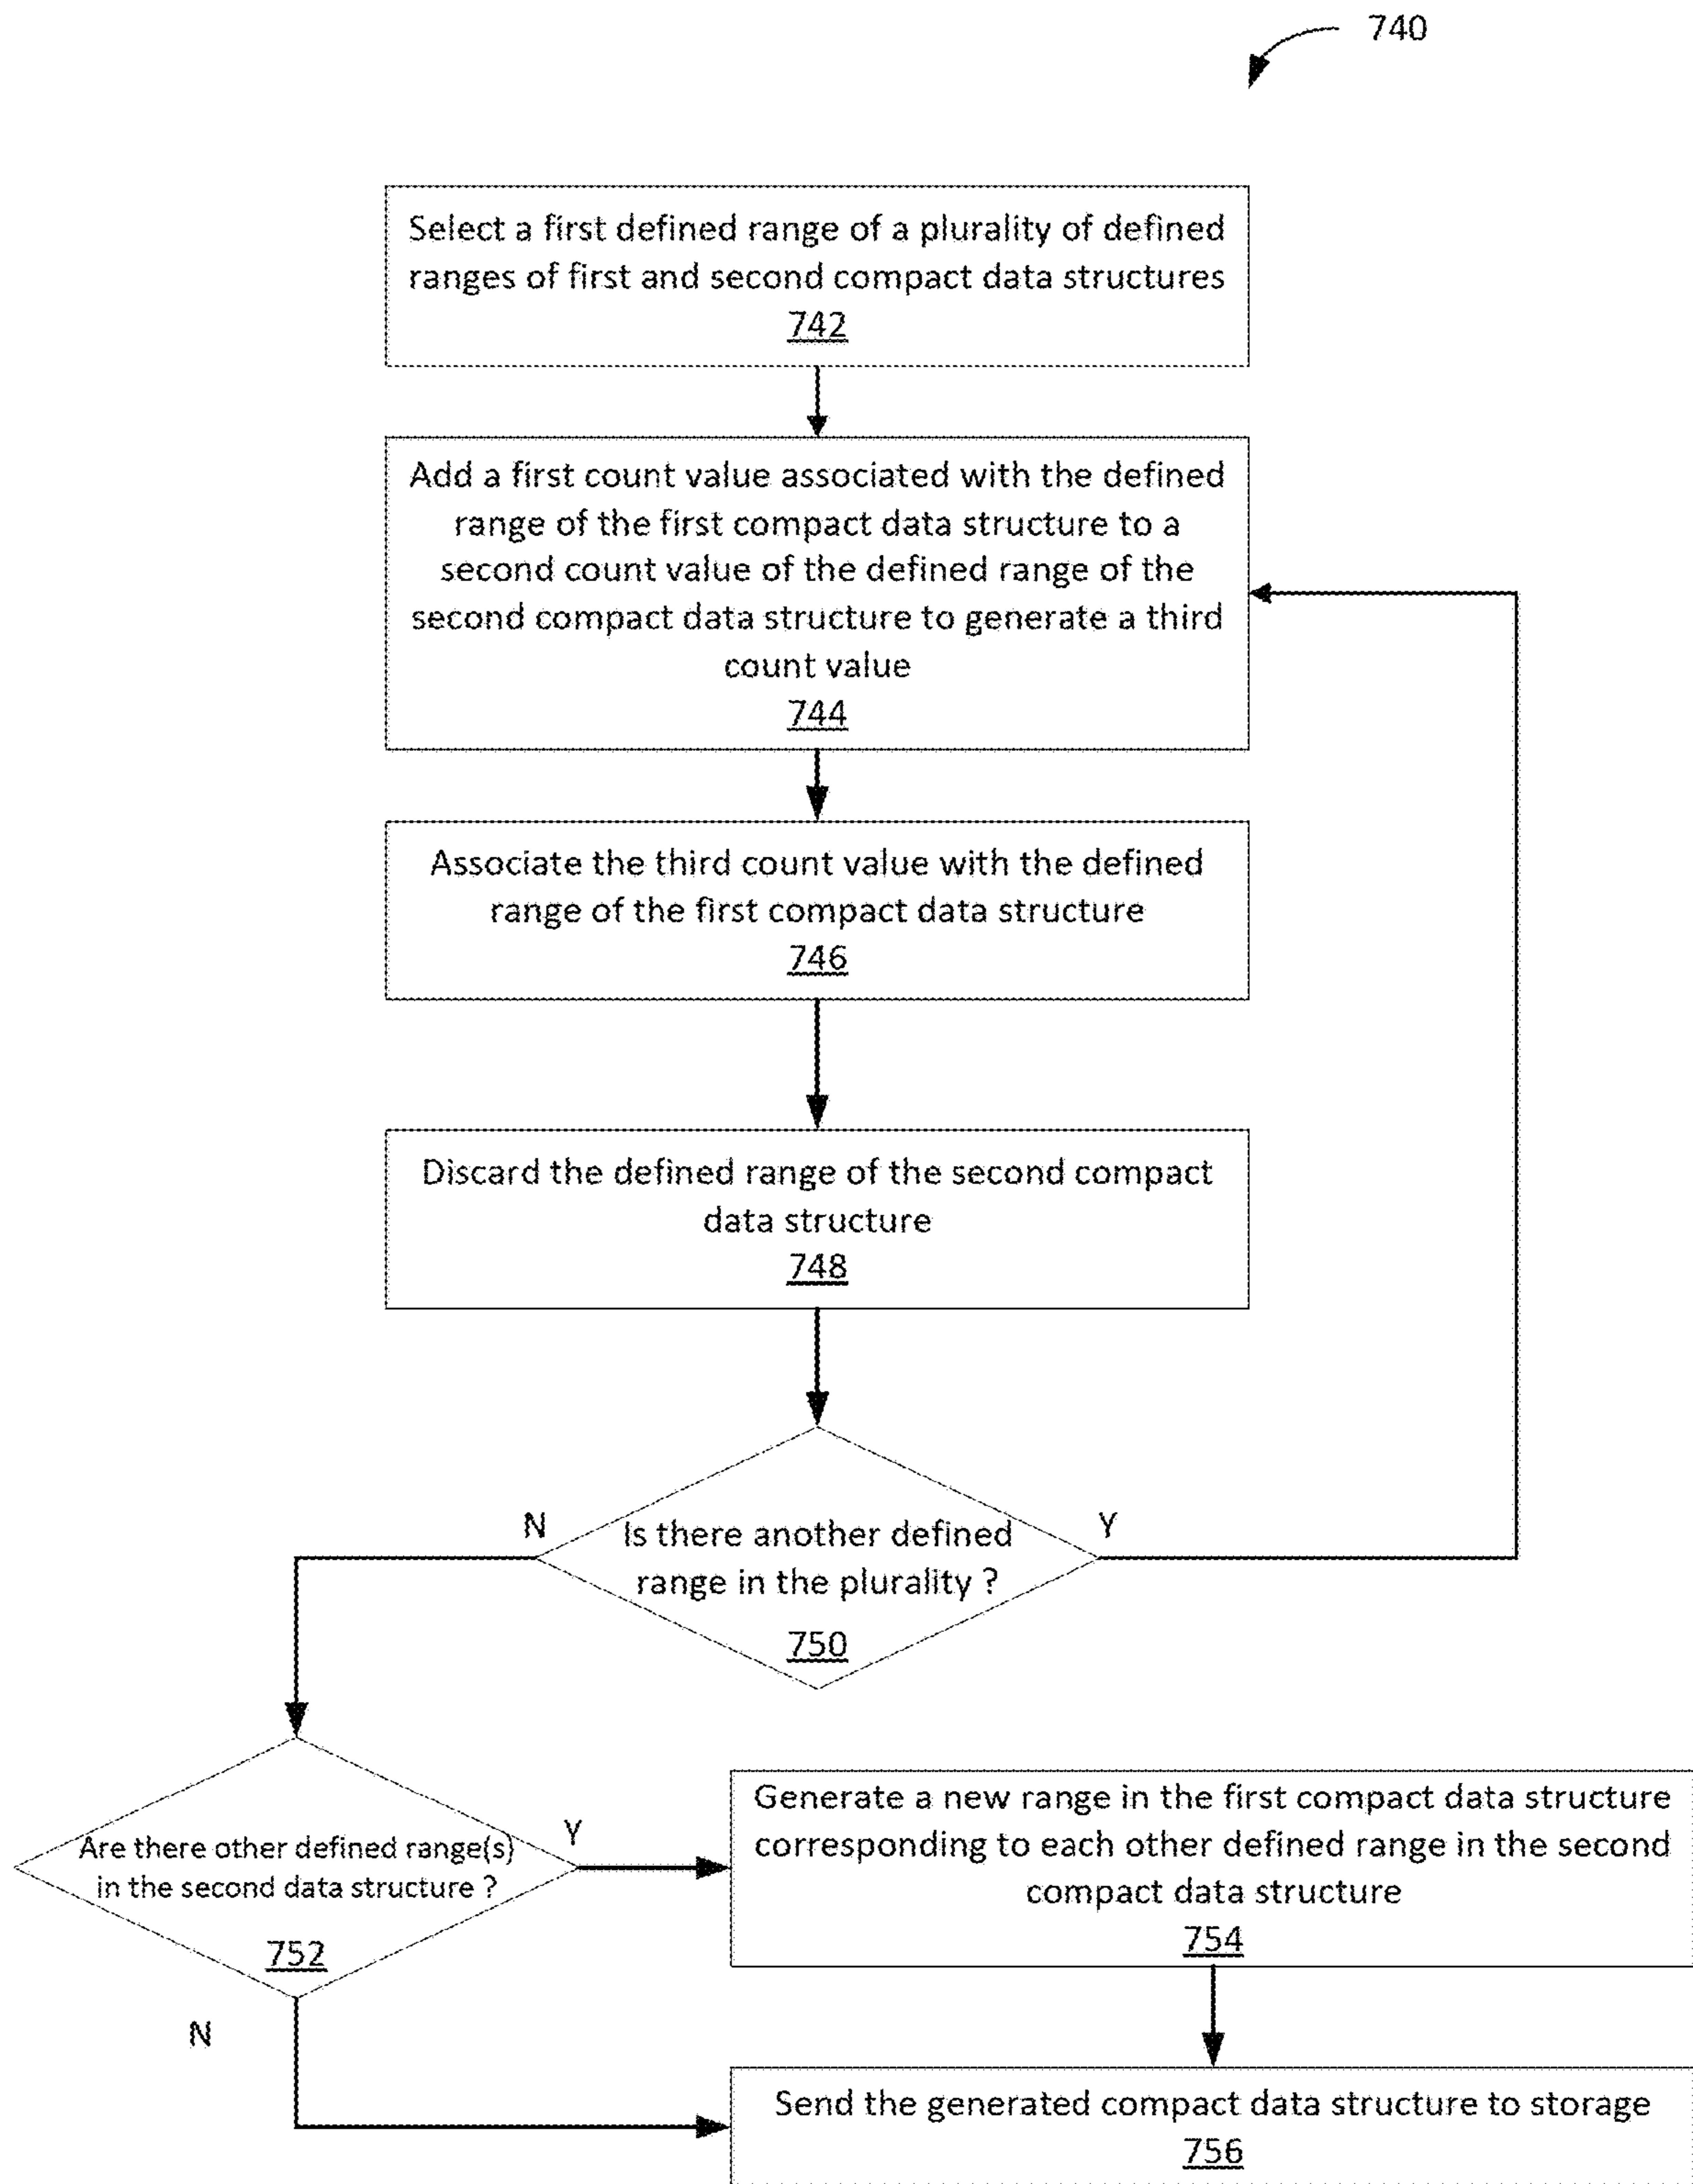 740
Select a first defined range of a plurality of defined
ranges of first and second compact data structures
742
Add a first count value associated with the defined
range of the first compact data structure to a
second count value of the defined range of the
second compact data structure to generate a third
count value
744
Associate the third count value with the defined
range of the first compact data structure
746
Discard the defined range of the second compact
data structure
748
N
Y
Is there another defined
range in the plurality ?
750
Are there other defined range(s)
in the second data structure ?
752
Y
N
Generate a new range in the first compact data structure
corresponding to each other defined range in the second
compact data structure
754
Send the generated compact data structure to storage
756